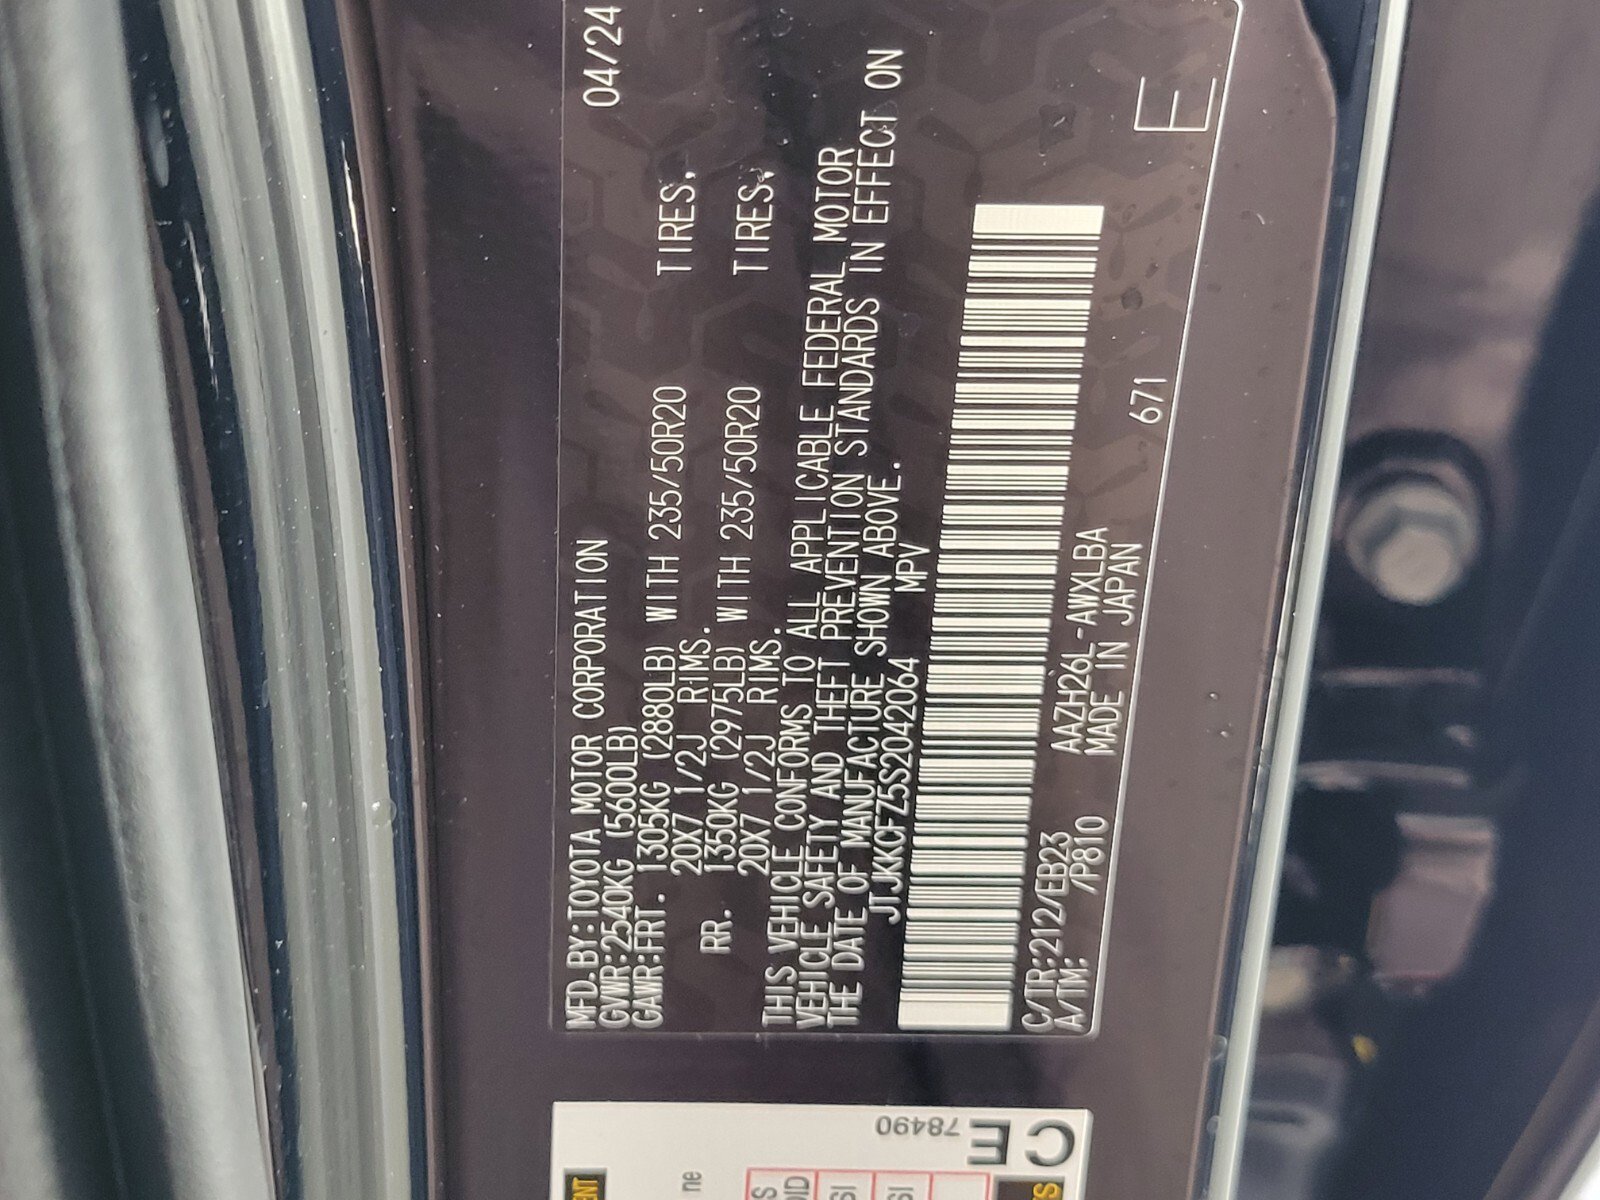 MFD.BY:TOYOTA MOTOR CORPORATION 04/24
GVWR:2540KG (5600LB)
GAWR:FRT. 1305KG (2880LB) WITH 235/50R20 TIRES,
20X7 1/2J RIMS.
RR. 1350KG (2975LB) WITH 235/50R20 TIRES,
20X7 1/2J RIMS.
THIS VEHICLE CONFORMS TO ALL APPLICABLE FEDERAL MOTOR
VEHICLE SAFETY AND THEFT PREVENTION STANDARDS IN EFFECT ON
THE DATE OF MANUFACTURE SHOWN ABOVE.
JTJKKCFZ5S2042064 MPV
C/TR:212/EB23 AAZH26L-AWXLBA
A/TM: /P810 MADE IN JAPAN
671
E
CE
78490